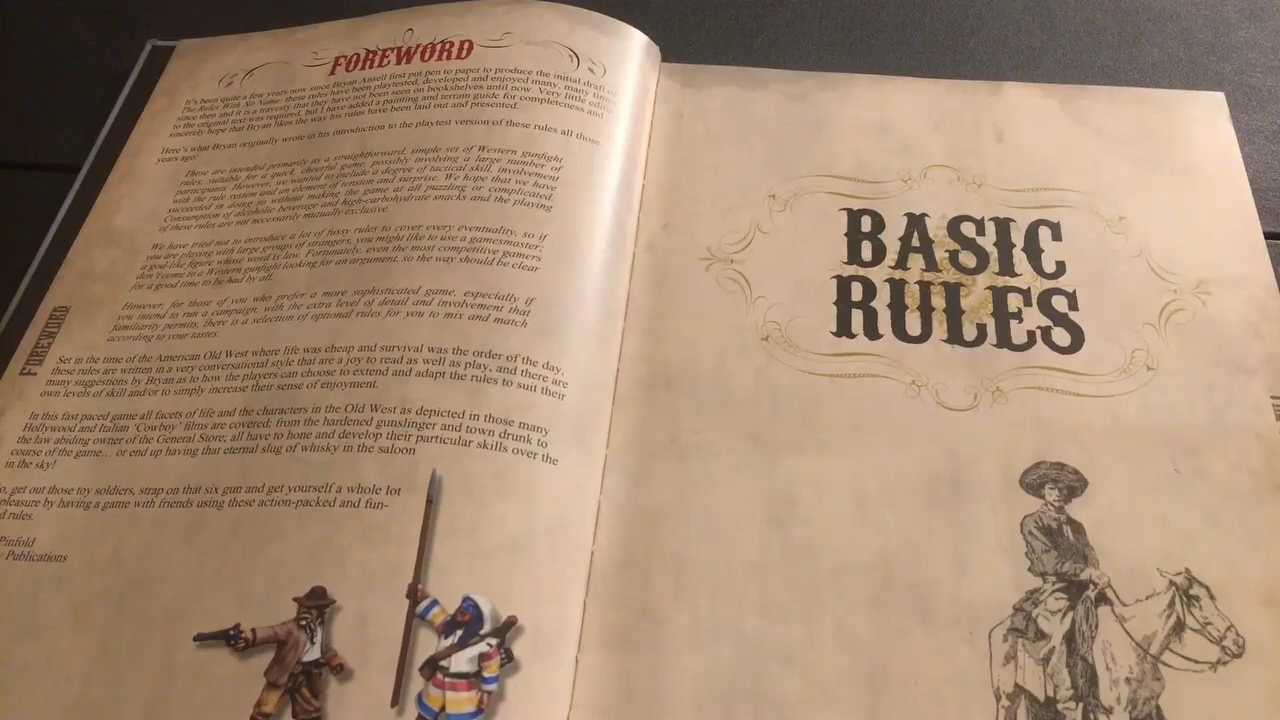 FOREWORD
It's been quite a few years now since Bryan Ansell first put pen to paper to produce the initial draft of
The Rules With No Name; these rules have been playtested, developed and enjoyed many, many times
since then and it is a travesty that they have not been seen on bookshelves until now. Very little
to the original text was required, but I have added a painting and terrain guide for completeness and
sincerely hope that Bryan likes the way his rules have been laid out and presented.
Here's what Bryan originally wrote in his introduction to the playtest version of these rules all those
years ago:
These are intended primarily as a straightforward, simple set of Western gunfight
rules, suitable for a quick, cheerful game, possibly involving a large number of
participants. However, we wanted to include a degree of tactical skill, involvement
with the rule system and an element of tension and surprise. We hope that we have
succeeded in doing so without making the game at all puzzling or complicated.
Consumption of alcoholic beverage and high-carbohydrate snacks and the playing
of these rules are not necessarily mutually exclusive.
We have tried not to introduce a lot of fussy rules to cover every eventuality, so if
you are playing with large groups of strangers, you might like to use a gamesmaster;
a god-like figure whose word is law. Fortunately, even the most competitive gamers
don't come to a Western gunfight looking for an argument, so the way should be clear
for a good time to be had by all.
However, for those of you who prefer a more sophisticated game, especially if
you intend to run a campaign, with the extra level of detail and involvement that
familiarity permits, there is a selection of optional rules for you to mix and match
according to your tastes.
FOREWORD
Set in the time of the American Old West where life was cheap and survival was the order of the day,
these rules are written in a very conversational style that are a joy to read as well as play, and there are
many suggestions by Bryan as to how the players can choose to extend and adapt the rules to suit their
own levels of skill and/or to simply increase their sense of enjoyment.
In this fast paced game all facets of life and the characters in the Old West as depicted in those many
Hollywood and Italian 'Cowboy' films are covered; from the hardened gunslinger and town drunk to
the law abiding owner of the General Store; all have to hone and develop their particular skills over the
course of the game... or end up having that eternal slug of whisky in the saloon
in the sky!
o, get out those toy soldiers, strap on that six gun and get yourself a whole lot
pleasure by having a game with friends using these action-packed and fun-
d rules.
Pinfold
Publications
BASIC
RULES